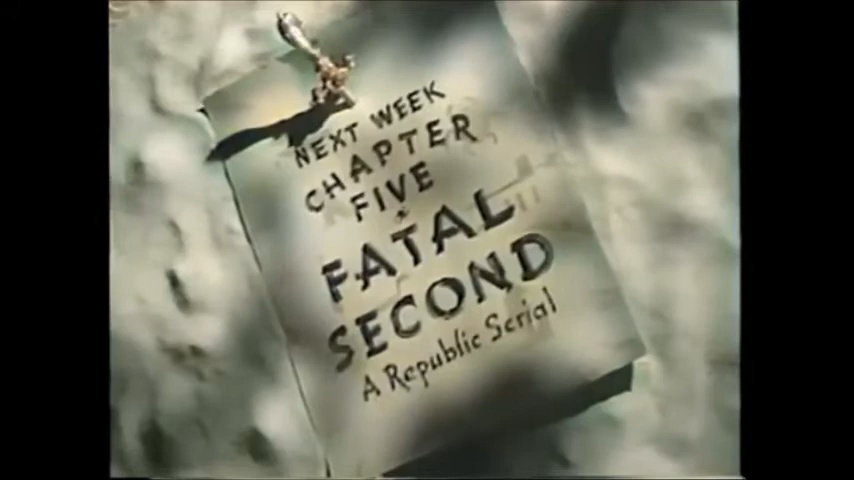 NEXT WEEK
CHAPTER
FIVE
FATAL
SECOND
A Republic Serial